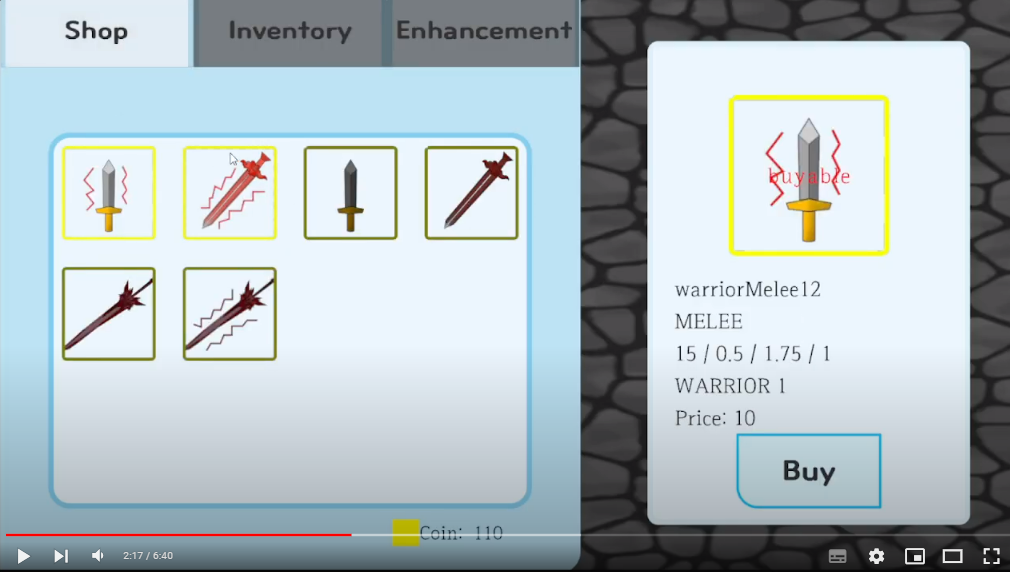 Shop
Inventory
Enhancement
buyable
warriorMelee12
MELEE
15 / 0.5 / 1.75 / 1
WARRIOR 1
Price: 10
Buy
Coin: 110
2:17 / 6:40